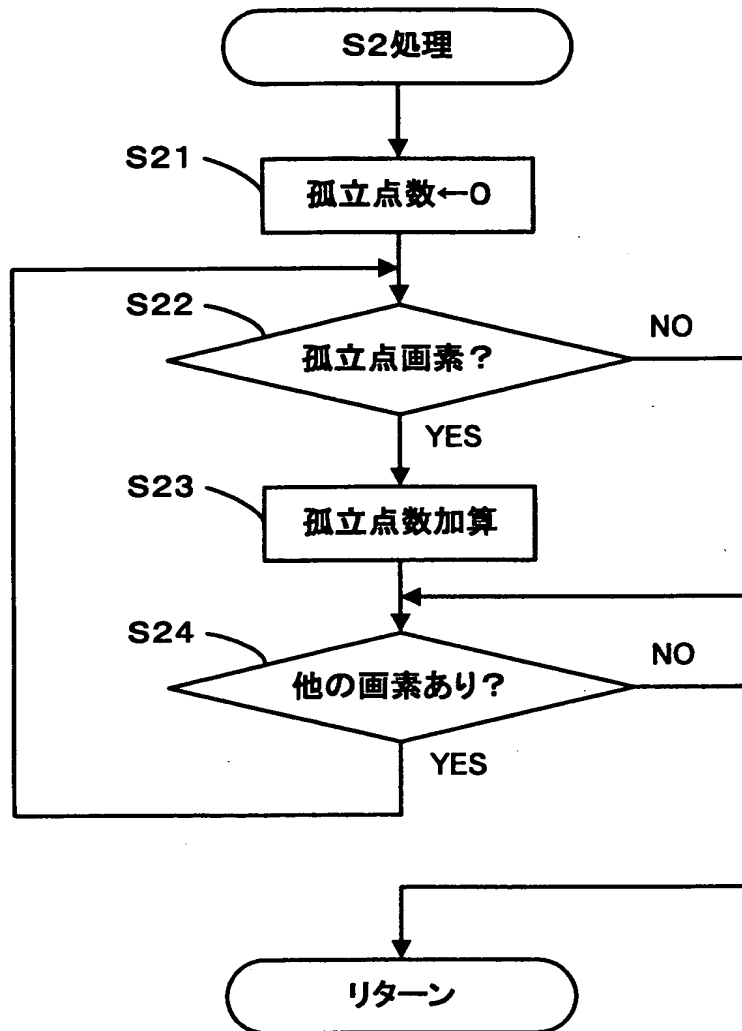 S2処理
S21
孤立点数←0
S22
孤立点画素？
NO
YES
S23
孤立点数加算
S24
他の画素あり？
NO
YES
リターン